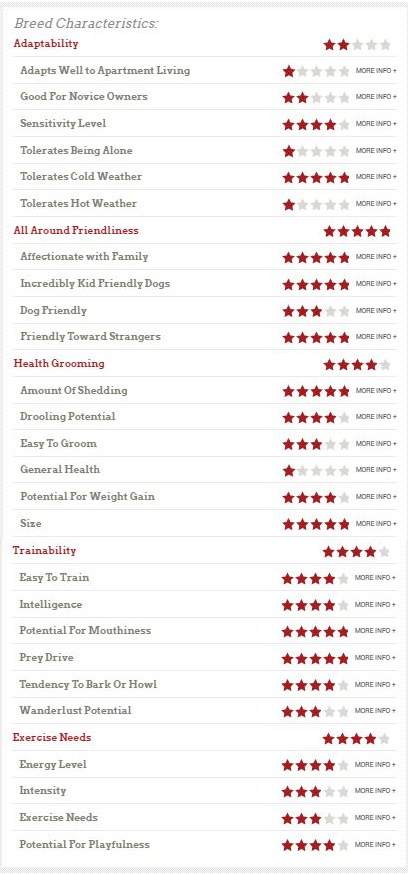 Breed Characteristics:
Adaptability
Adapts Well to Apartment Living MORE INFO +
Good For Novice Owners MORE INFO +
Sensitivity Level MORE INFO +
Tolerates Being Alone MORE INFO +
Tolerates Cold Weather MORE INFO +
Tolerates Hot Weather MORE INFO +
All Around Friendliness
Affectionate with Family MORE INFO +
Incredibly Kid Friendly Dogs MORE INFO +
Dog Friendly MORE INFO +
Friendly Toward Strangers MORE INFO +
Health Grooming
Amount Of Shedding MORE INFO +
Drooling Potential MORE INFO +
Easy To Groom MORE INFO +
General Health MORE INFO +
Potential For Weight Gain MORE INFO +
Size MORE INFO +
Trainability
Easy To Train MORE INFO +
Intelligence MORE INFO +
Potential For Mouthiness MORE INFO +
Prey Drive MORE INFO +
Tendency To Bark Or Howl MORE INFO +
Wanderlust Potential MORE INFO +
Exercise Needs
Energy Level MORE INFO +
Intensity MORE INFO +
Exercise Needs MORE INFO +
Potential For Playfulness MORE INFO +